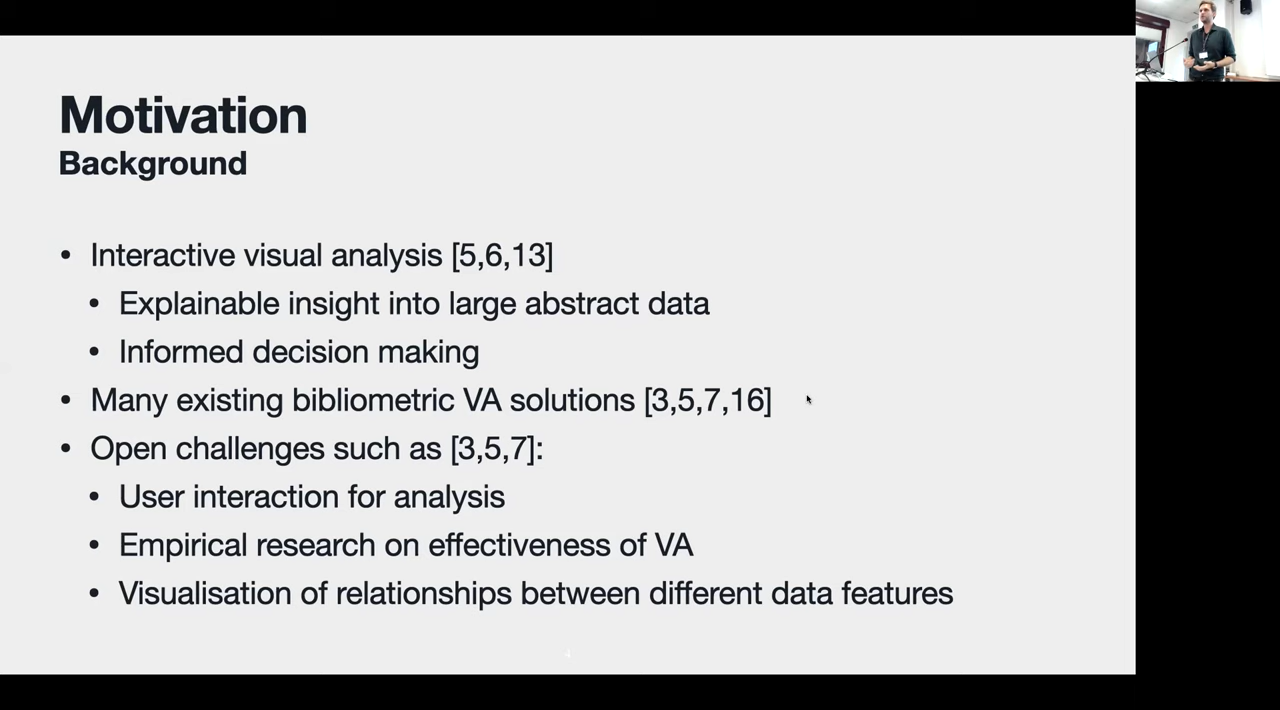 Motivation
Background
• Interactive visual analysis [5,6,13]
• Explainable insight into large abstract data
• Informed decision making
• Many existing bibliometric VA solutions [3,5,7,16]
• Open challenges such as [3,5,7]:
• User interaction for analysis
• Empirical research on effectiveness of VA
• Visualisation of relationships between different data features
4